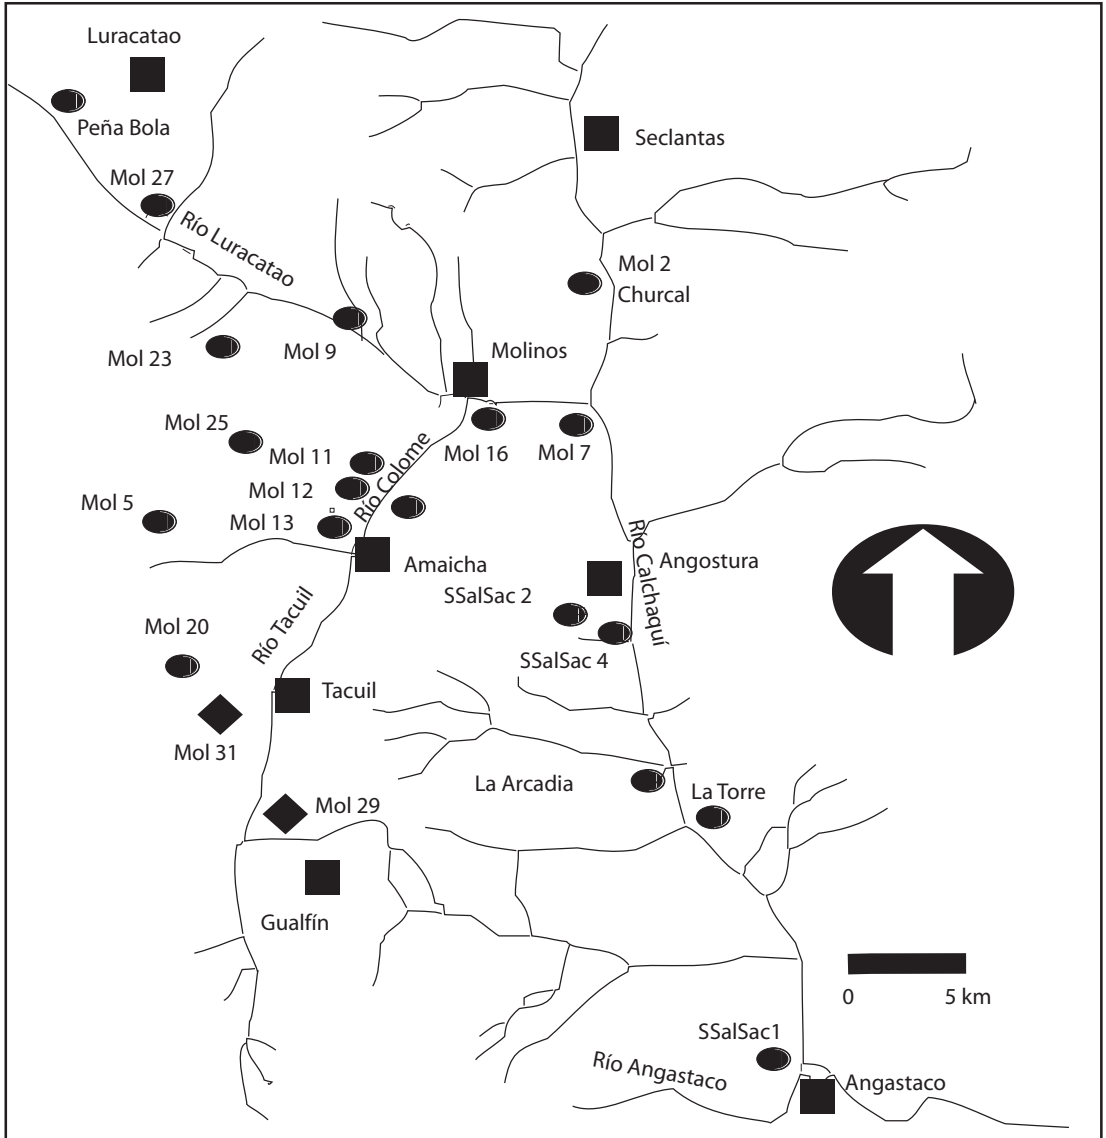 Luracatao
Peña Bola
Seclantas
Mol 27
Río Luracatao
Mol 2
Churcal
Mol 23
Mol 9
Molinos
Mol 25
Mol 11
Mol 16
Mol 7
Mol 12
Río Colome
Mol 5
Mol 13
Amaicha
Angostura
Río Calchaquí
SSalSac 2
Mol 20
Río Tacuil
SSalSac 4
Tacuil
Mol 31
La Arcadia
La Torre
Mol 29
Gualfín
0 5 km
SSalSac1
Río Angastaco
Angastaco